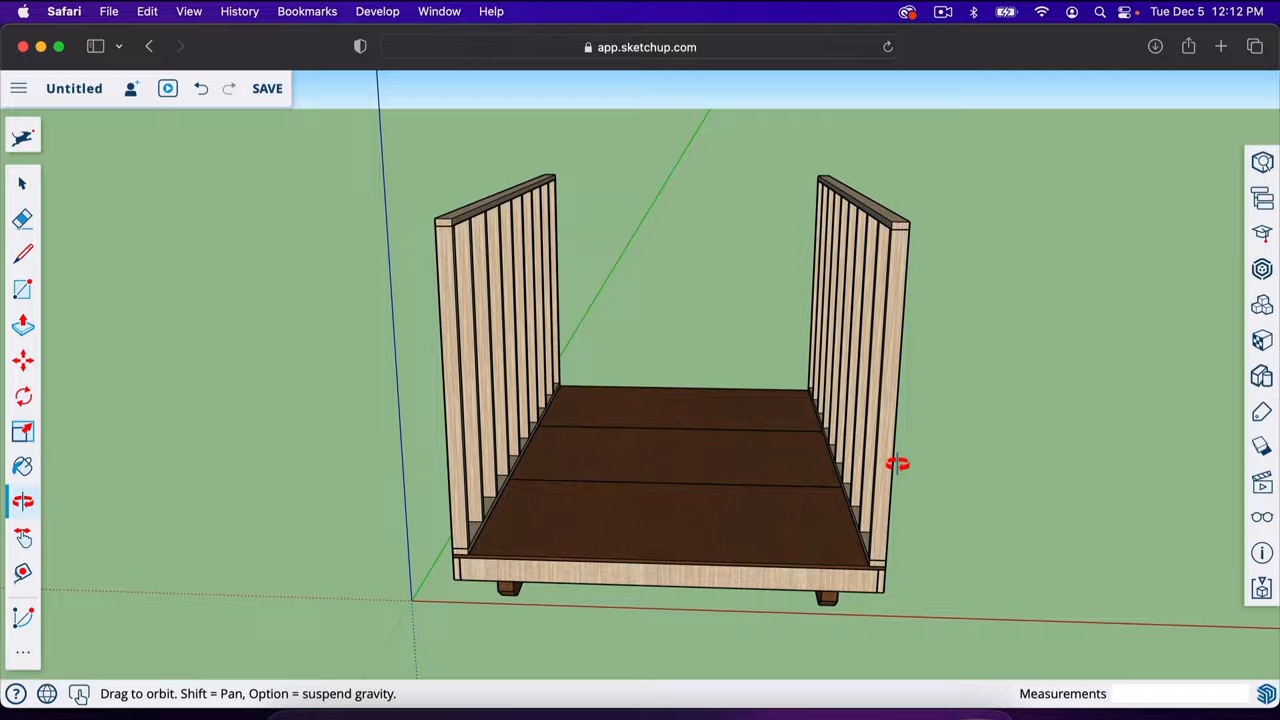 Safari File Edit View History Bookmarks Develop Window Help Tue Dec 5 12:12 PM
app.sketchup.com
Untitled SAVE
Drag to orbit. Shift = Pan, Option = suspend gravity. Measurements